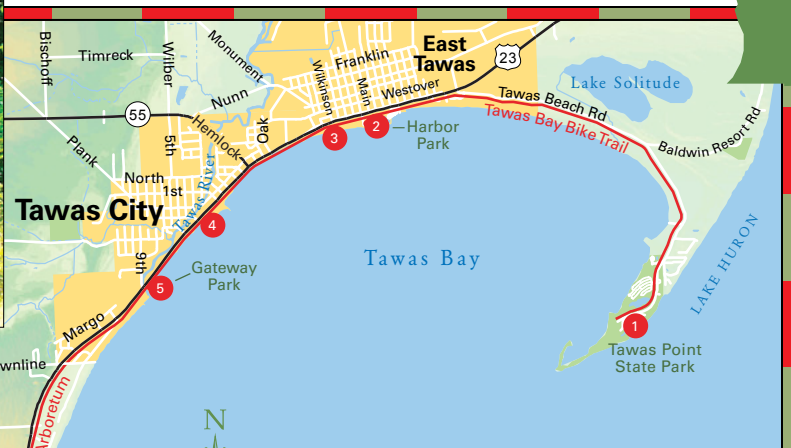 Bischoff
Timreck
Wilber
Monument
Nunn
Franklin
Wilkinson
Main
Westover
East
Tawas
23
Lake Solitude
Tawas Beach Rd
Tawas Bay Bike Trail
Baldwin Resort Rd
55
Hemlock
Oak
3
2
Harbor
Park
Plank
5th
North
1st
Tawas River
Tawas City
4
9th
Gateway
Park
5
Tawas Bay
LAKE HURON
1
Tawas Point
State Park
Margo
wnline
Arboretum
N